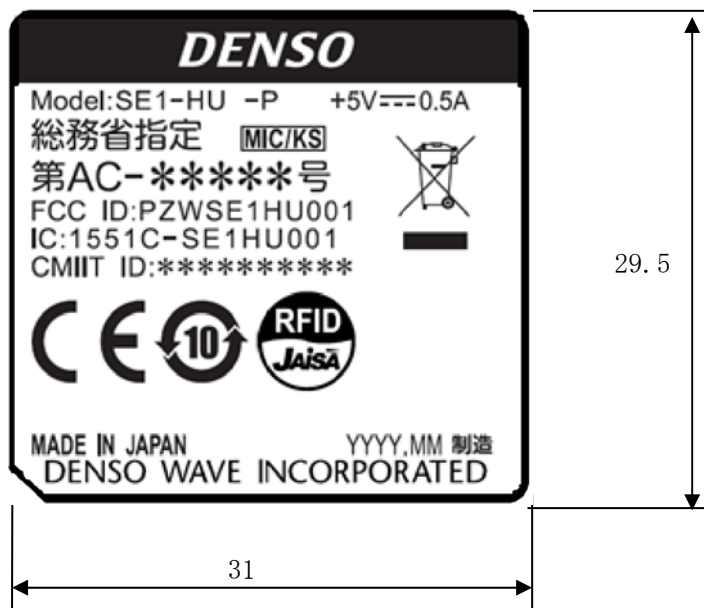 DENSO
Model:SE1-HU -P +5V⎓0.5A
総務省指定 MIC/KS
第AC-*****号
FCC ID:PZWSE1HU001
IC:1551C-SE1HU001
CMIIT ID:**********
CE 10 RFID
JAISA
MADE IN JAPAN YYYY.MM 制造
DENSO WAVE INCORPORATED
29.5
31